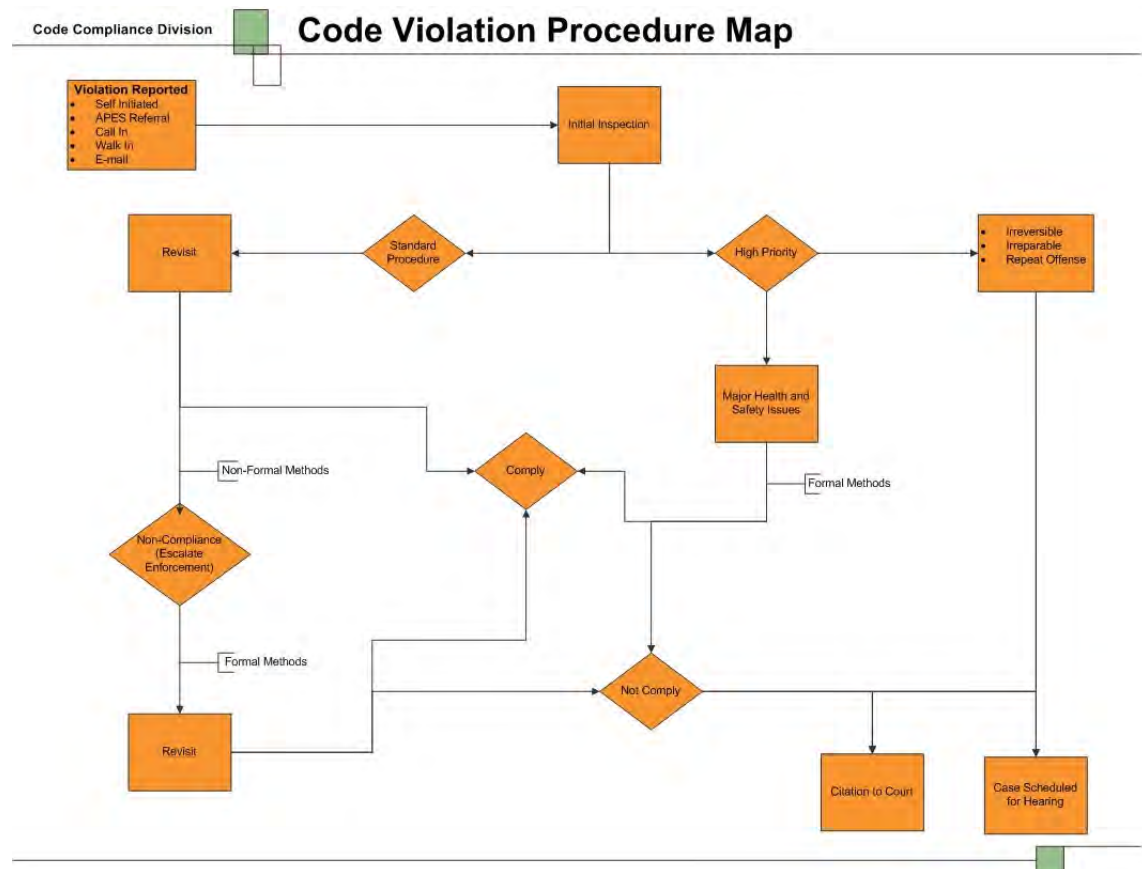 Code Compliance Division
Code Violation Procedure Map
Violation Reported
• Self Initiated
• APES Referral
• Call In
• Walk In
• E-mail
Initial Inspection
Revisit
Standard
Procedure
High Priority
• Irreversible
• Irreparable
• Repeat Offense
Major Health and
Safety Issues
Comply
Non-Formal Methods
Formal Methods
Non-Compliance
(Escalate
Enforcement)
Formal Methods
Not Comply
Revisit
Citation to Court
Case Scheduled
for Hearing